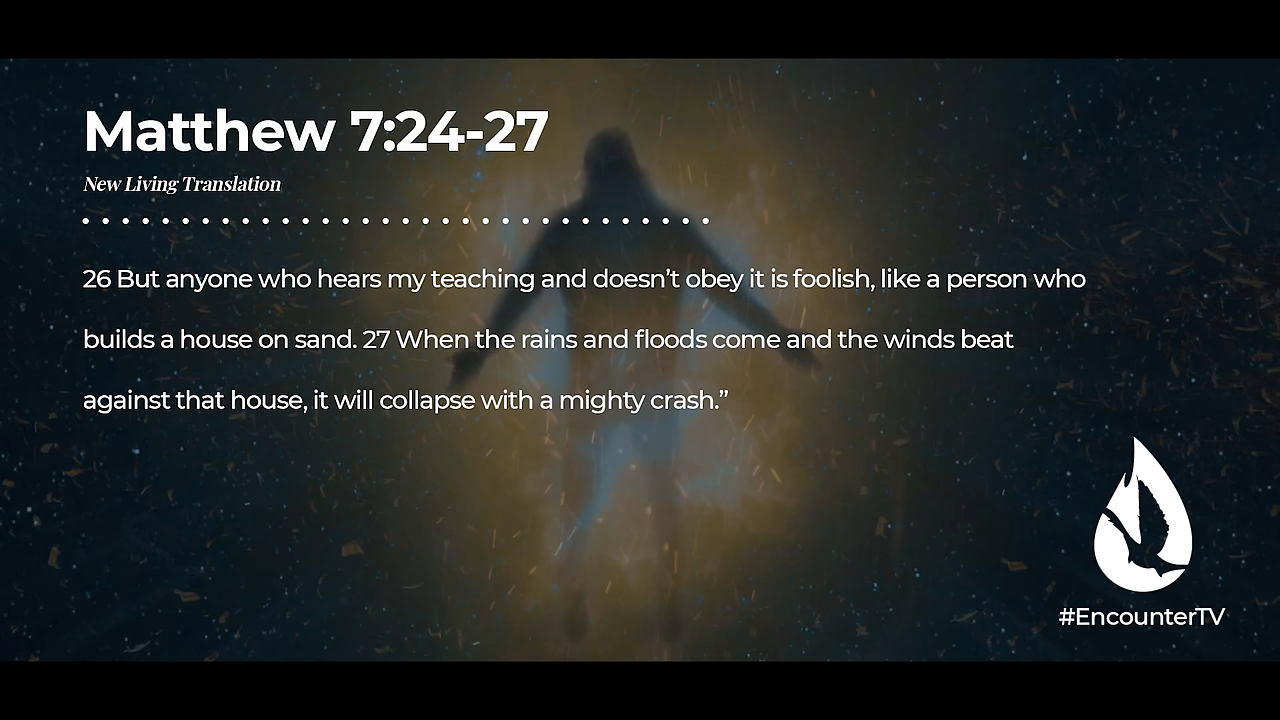 Matthew 7:24-27
New Living Translation
26 But anyone who hears my teaching and doesn’t obey it is foolish, like a person who
builds a house on sand. 27 When the rains and floods come and the winds beat
against that house, it will collapse with a mighty crash.”
#EncounterTV